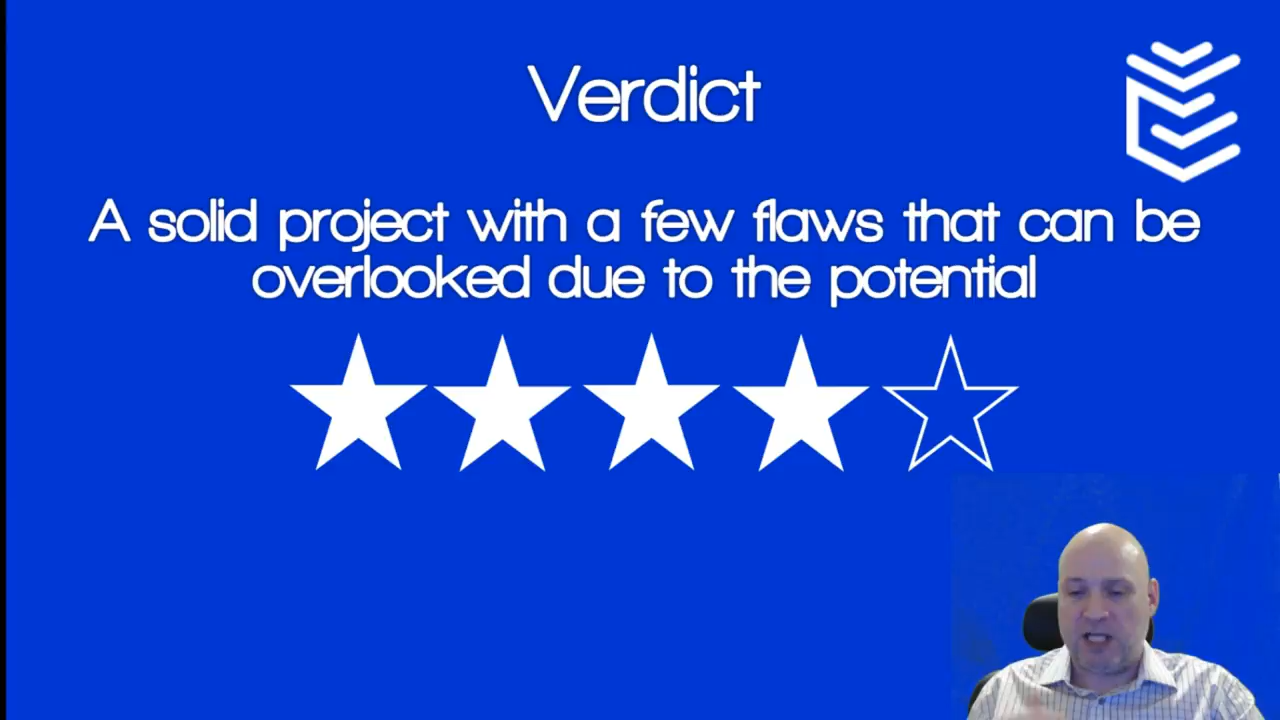 Verdict
A solid project with a few flaws that can be
overlooked due to the potential